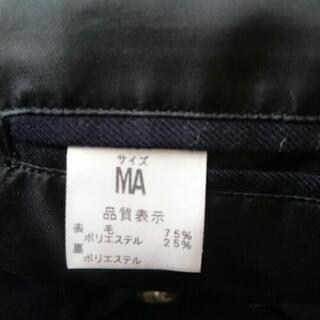 サイズ
MA
品質表示
表 毛 75%
ポリエステル 25%
裏
ポリエステル